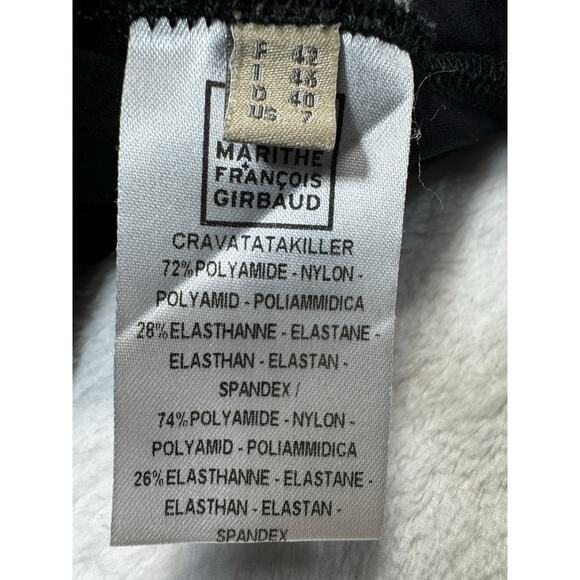 F 42
I 46
D 40
US 7
MARITHE
+
FRANÇOIS
GIRBAUD
CRAVATATAKILLER
72%POLYAMIDE - NYLON -
POLYAMID - POLIAMMIDICA
28%ELASTHANNE - ELASTANE -
ELASTHAN - ELASTAN -
SPANDEX /
74%POLYAMIDE - NYLON -
POLYAMID - POLIAMMIDICA
26%ELASTHANNE - ELASTANE -
ELASTHAN - ELASTAN -
SPANDEX